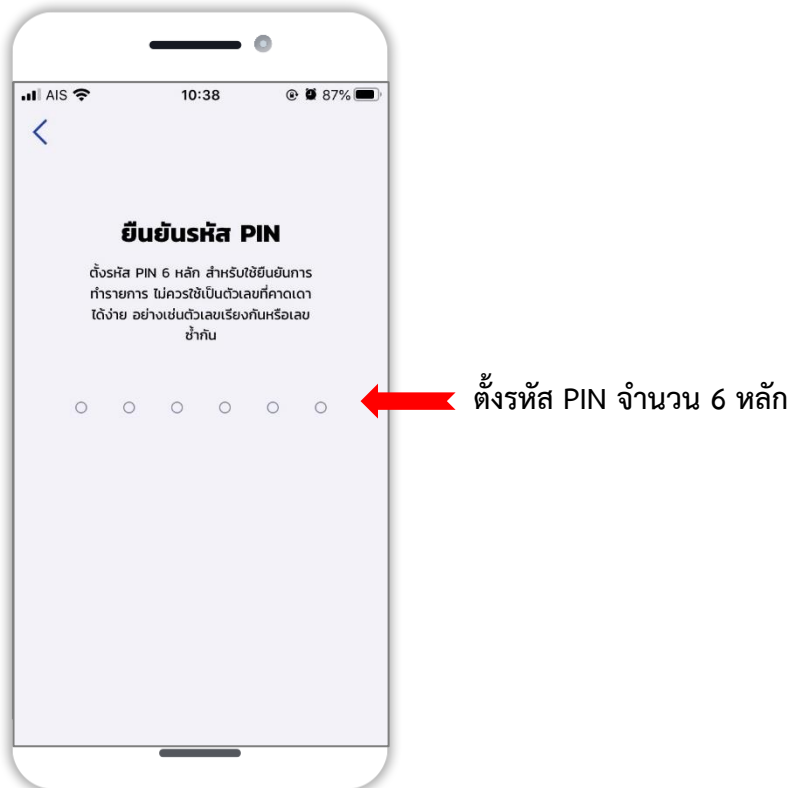 AIS 10:38 87%
ยืนยันรหัส PIN
ตั้งรหัส PIN 6 หลัก สำหรับใช้ยืนยันการ
ทำรายการ ไม่ควรใช้เป็นตัวเลขที่คาดเดา
ได้ง่าย อย่างเช่นตัวเลขเรียงกันหรือเลข
ซ้ำกัน
ตั้งรหัส PIN จำนวน 6 หลัก